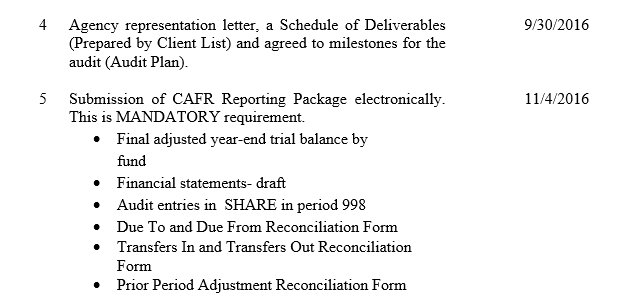 4 Agency representation letter, a Schedule of Deliverables 9/30/2016
(Prepared by Client List) and agreed to milestones for the
audit (Audit Plan).
5 Submission of CAFR Reporting Package electronically. 11/4/2016
This is MANDATORY requirement.
• Final adjusted year-end trial balance by
fund
• Financial statements- draft
• Audit entries in SHARE in period 998
• Due To and Due From Reconciliation Form
• Transfers In and Transfers Out Reconciliation
Form
• Prior Period Adjustment Reconciliation Form